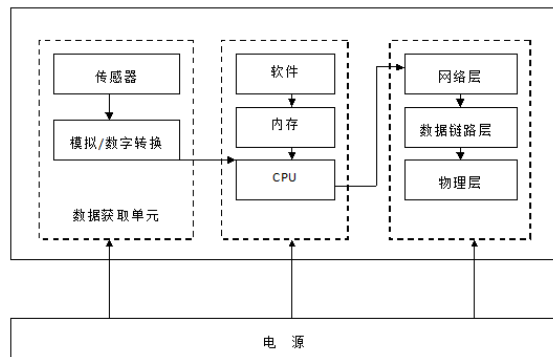 传感器
模拟/数字转换
数据获取单元
软件
内存
CPU
网络层
数据链路层
物理层
电 源